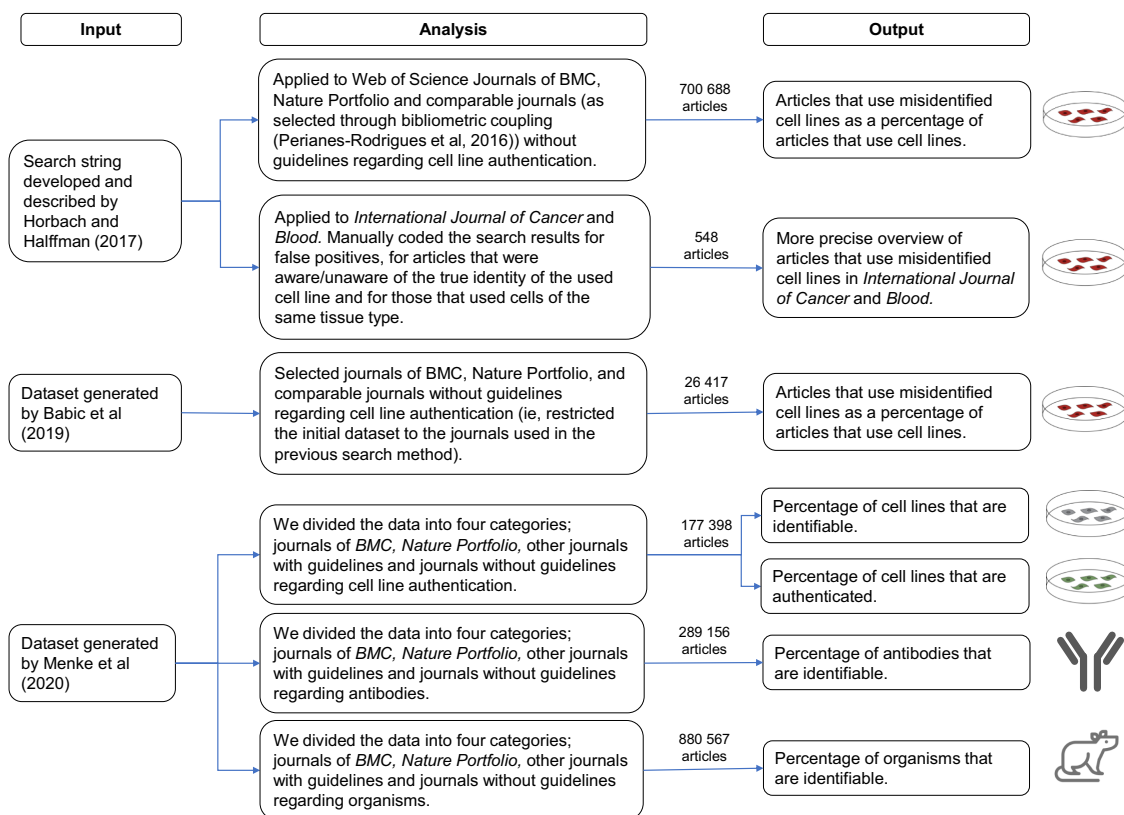 Input
Analysis
Output
Search string
developed and
described by
Horbach and
Halffman (2017)
Applied to Web of Science Journals of BMC,
Nature Portfolio and comparable journals (as
selected through bibliometric coupling
(Perianes-Rodrigues et al, 2016)) without
guidelines regarding cell line authentication.
700 688
articles
Articles that use misidentified
cell lines as a percentage of
articles that use cell lines.
Applied to International Journal of Cancer and
Blood. Manually coded the search results for
false positives, for articles that were
aware/unaware of the true identity of the used
cell line and for those that used cells of the
same tissue type.
548
articles
More precise overview of
articles that use misidentified
cell lines in International Journal
of Cancer and Blood.
Dataset generated
by Babic et al
(2019)
Selected journals of BMC, Nature Portfolio, and
comparable journals without guidelines
regarding cell line authentication (ie, restricted
the initial dataset to the journals used in the
previous search method).
26 417
articles
Articles that use misidentified
cell lines as a percentage of
articles that use cell lines.
Dataset generated
by Menke et al
(2020)
We divided the data into four categories;
journals of BMC, Nature Portfolio, other journals
with guidelines and journals without guidelines
regarding cell line authentication.
177 398
articles
Percentage of cell lines that are
identifiable.
Percentage of cell lines that are
authenticated.
We divided the data into four categories;
journals of BMC, Nature Portfolio, other journals
with guidelines and journals without guidelines
regarding antibodies.
289 156
articles
Percentage of antibodies that
are identifiable.
We divided the data into four categories;
journals of BMC, Nature Portfolio, other journals
with guidelines and journals without guidelines
regarding organisms.
880 567
articles
Percentage of organisms that
are identifiable.